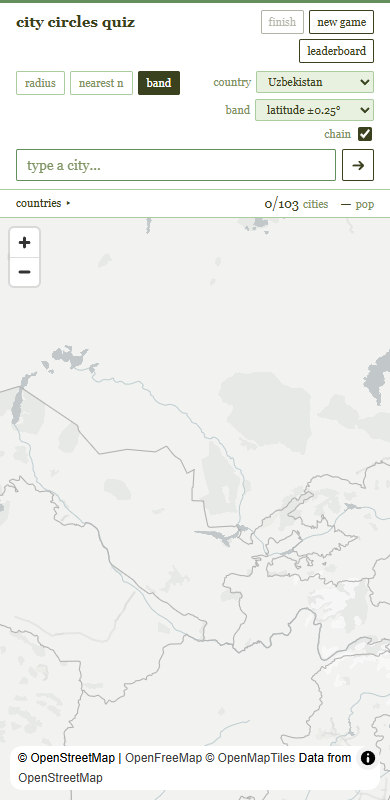 city circles quiz
finish
new game
leaderboard
radius
nearest n
band
country
Uzbekistan
band
latitude ±0.25°
chain
type a city...
→
countries ▸
0/103 cities — pop
+
−
© OpenStreetMap | OpenFreeMap © OpenMapTiles Data from
OpenStreetMap